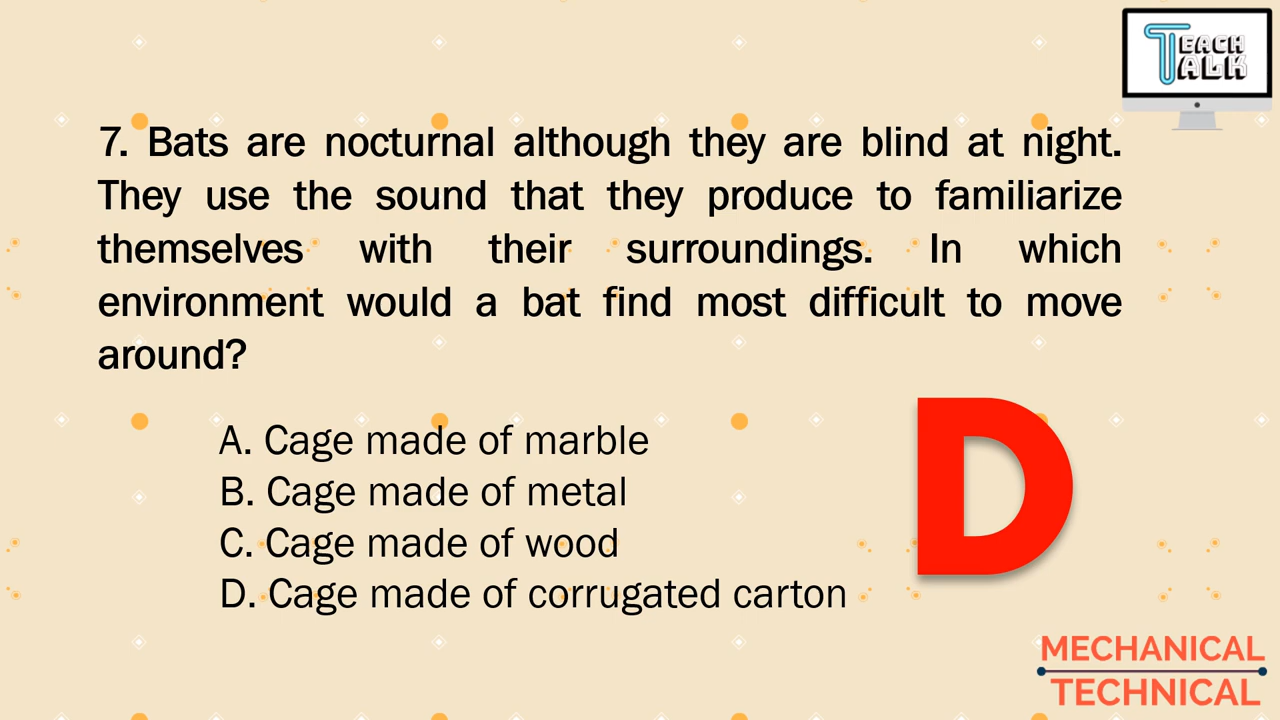 TEACH
TALK
7. Bats are nocturnal although they are blind at night.
They use the sound that they produce to familiarize
themselves with their surroundings. In which
environment would a bat find most difficult to move
around?
A. Cage made of marble
B. Cage made of metal
C. Cage made of wood
D. Cage made of corrugated carton
D
MECHANICAL
TECHNICAL